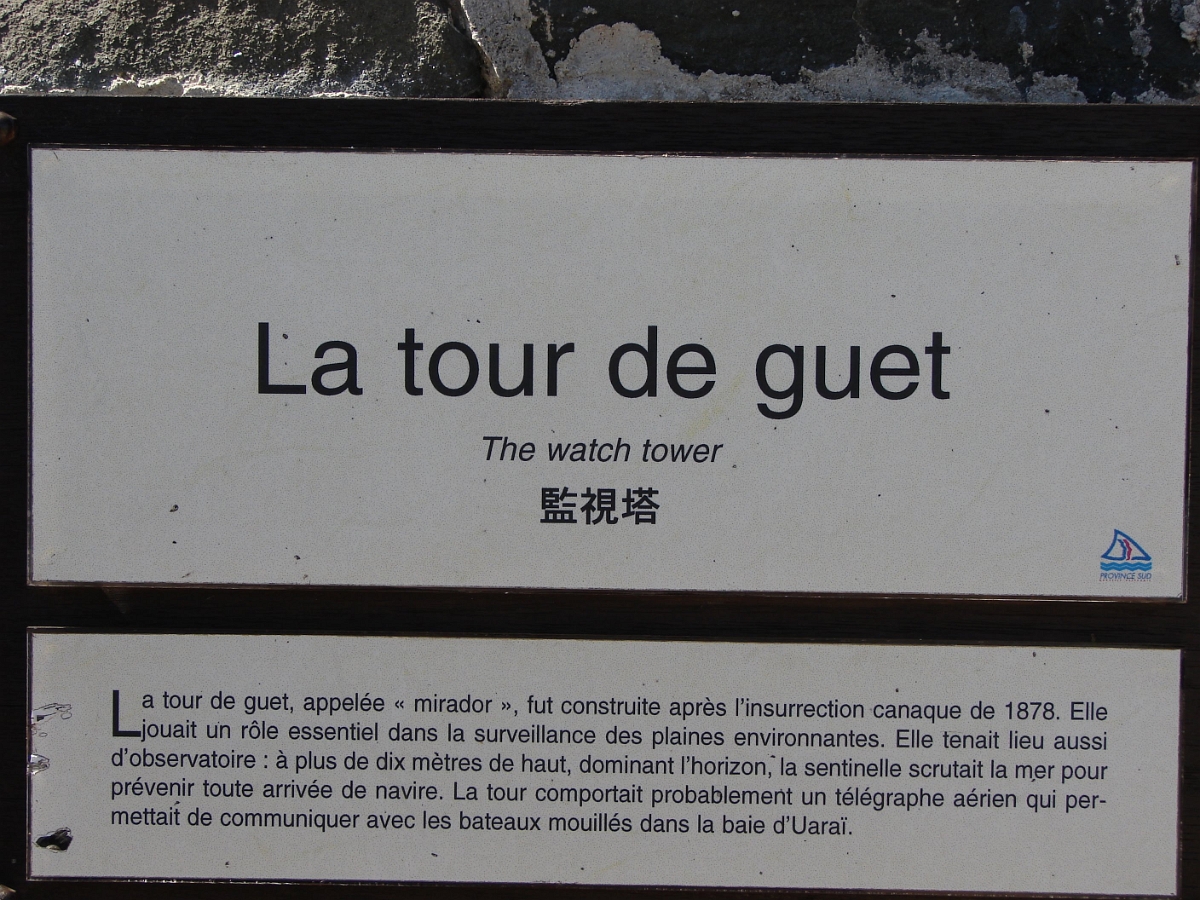 La tour de guet
The watch tower
監視塔
PROVINCE SUD
La tour de guet, appelée « mirador », fut construite après l'insurrection canaque de 1878. Elle
jouait un rôle essentiel dans la surveillance des plaines environnantes. Elle tenait lieu aussi
d'observatoire : à plus de dix mètres de haut, dominant l'horizon, la sentinelle scrutait la mer pour
prévenir toute arrivée de navire. La tour comportait probablement un télégraphe aérien qui per-
mettait de communiquer avec les bateaux mouillés dans la baie d'Uaraï.